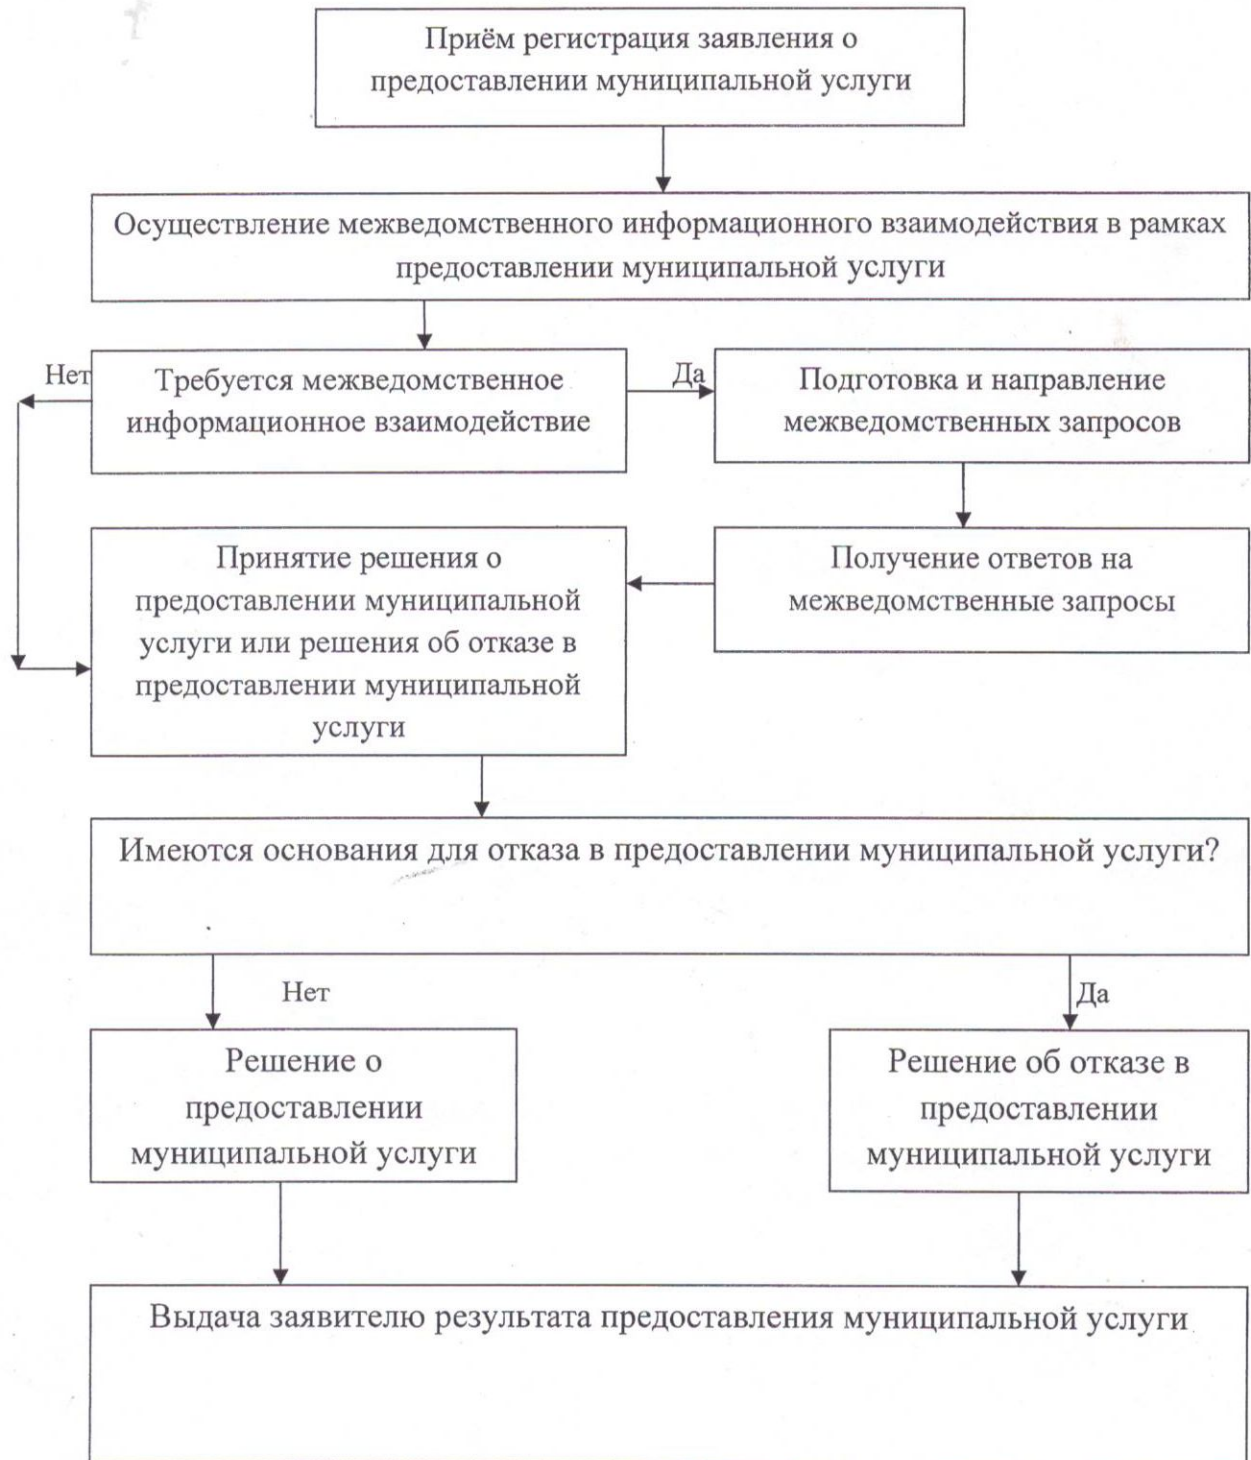 Приём регистрация заявления о
предоставлении муниципальной услуги
Осуществление межведомственного информационного взаимодействия в рамках
предоставлении муниципальной услуги
Нет
Требуется межведомственное
информационное взаимодействие
Да
Подготовка и направление
межведомственных запросов
Принятие решения о
предоставлении муниципальной
услуги или решения об отказе в
предоставлении муниципальной
услуги
Получение ответов на
межведомственные запросы
Имеются основания для отказа в предоставлении муниципальной услуги?
Нет
Да
Решение о
предоставлении
муниципальной услуги
Решение об отказе в
предоставлении
муниципальной услуги
Выдача заявителю результата предоставления муниципальной услуги